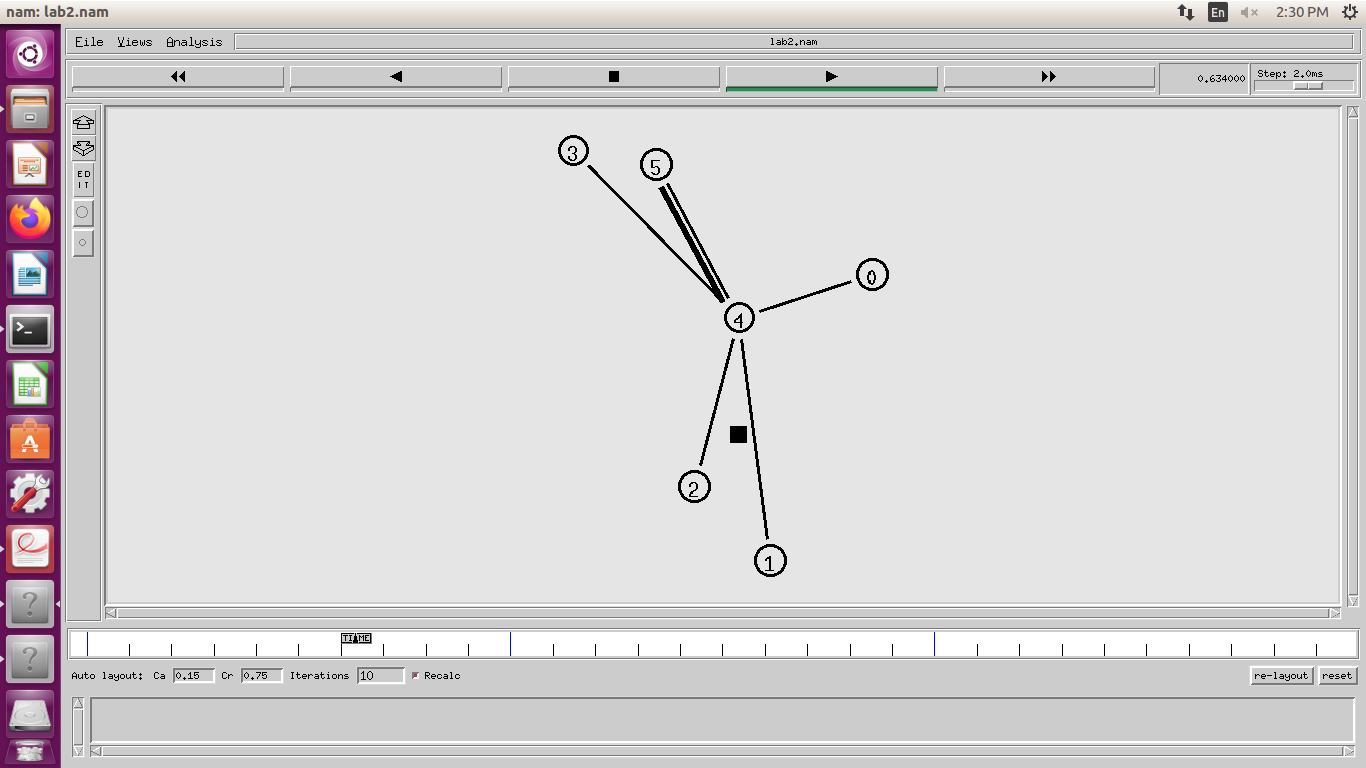 nam: lab2.nam
En
2:30 PM
File Views Analysis
lab2.nam
0.634000
Step: 2.0ms
ED
IT
3
5
0
4
2
1
TIME
Auto layout: Ca 0.15 Cr 0.75 Iterations 10 Recalc
re-layout reset